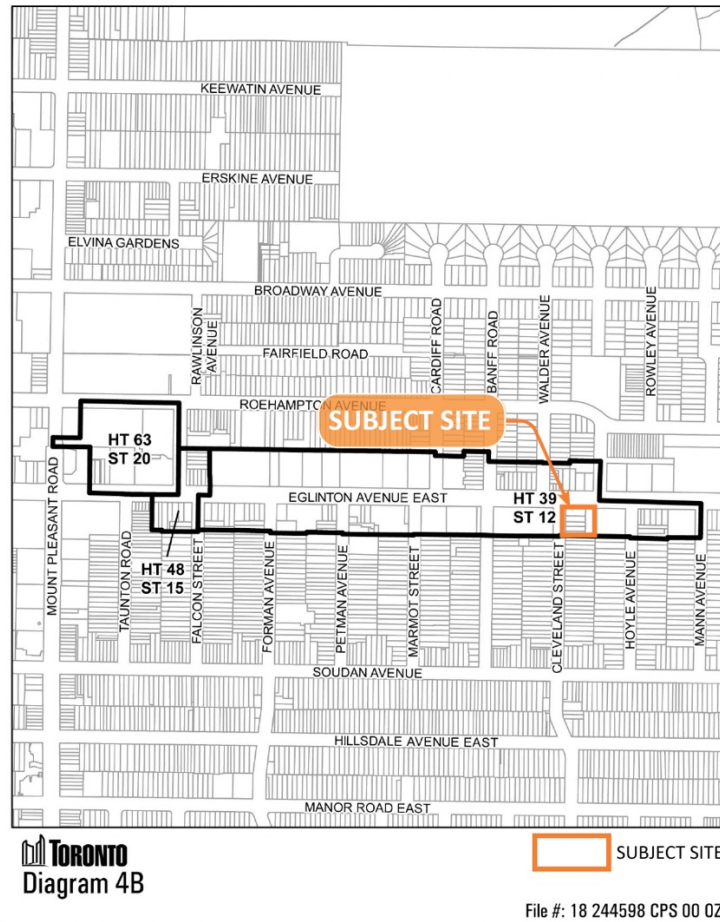 KEEWATIN AVENUE
ERSKINE AVENUE
ELVINA GARDENS
BROADWAY AVENUE
RAWLINSON
AVENUE
FAIRFIELD ROAD
CARDIFF ROAD
BANFF ROAD
WALDER AVENUE
ROWLEY AVENUE
ROEHAMPTON AVENUE
SUBJECT SITE
MOUNT PLEASANT ROAD
HT 63
ST 20
EGLINTON AVENUE EAST
HT 39
ST 12
HT 48
ST 15
TAUNTON ROAD
FALCON STREET
FORMAN AVENUE
PETMAN AVENUE
MARMOT STREET
CLEVELAND STREET
HOYLE AVENUE
MANN AVENUE
SOUDAN AVENUE
HILLSDALE AVENUE EAST
MANOR ROAD EAST
TORONTO
Diagram 4B
SUBJECT SITE
File #: 18 244598 CPS 00 OZ